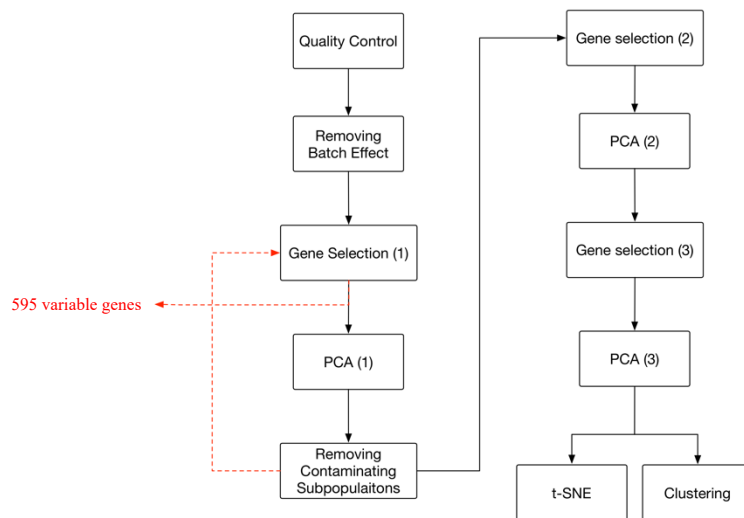 Quality Control
Removing
Batch Effect
Gene Selection (1)
595 variable genes
PCA (1)
Removing
Contaminating
Subpopulaitons
Gene selection (2)
PCA (2)
Gene selection (3)
PCA (3)
t-SNE
Clustering